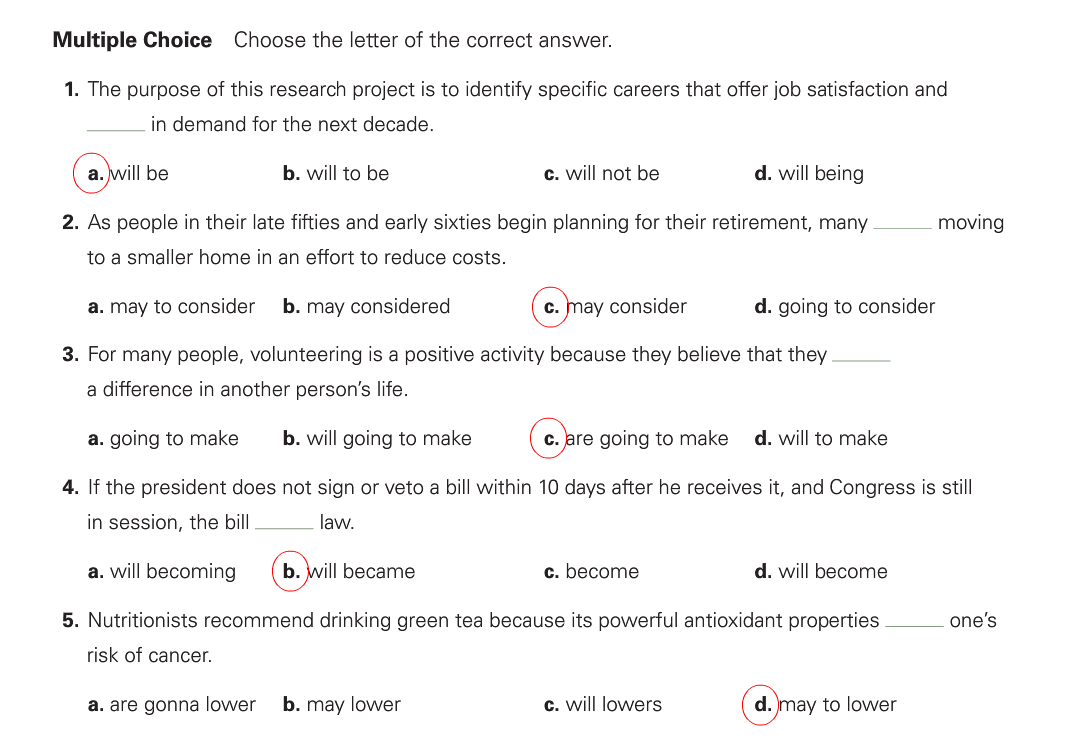 Multiple Choice Choose the letter of the correct answer.
1. The purpose of this research project is to identify specific careers that offer job satisfaction and
______ in demand for the next decade.
a. will be b. will to be c. will not be d. will being
2. As people in their late fifties and early sixties begin planning for their retirement, many ______ moving
to a smaller home in an effort to reduce costs.
a. may to consider b. may considered c. may consider d. going to consider
3. For many people, volunteering is a positive activity because they believe that they ______
a difference in another person’s life.
a. going to make b. will going to make c. are going to make d. will to make
4. If the president does not sign or veto a bill within 10 days after he receives it, and Congress is still
in session, the bill ______ law.
a. will becoming b. will became c. become d. will become
5. Nutritionists recommend drinking green tea because its powerful antioxidant properties ______ one’s
risk of cancer.
a. are gonna lower b. may lower c. will lowers d. may to lower